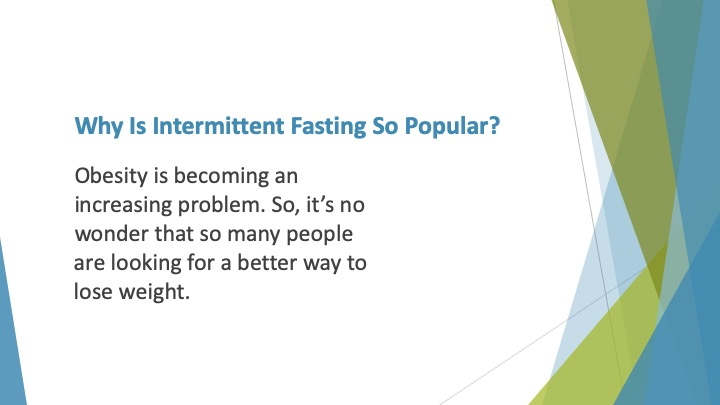 Why Is Intermittent Fasting So Popular?
Obesity is becoming an
increasing problem. So, it’s no
wonder that so many people
are looking for a better way to
lose weight.